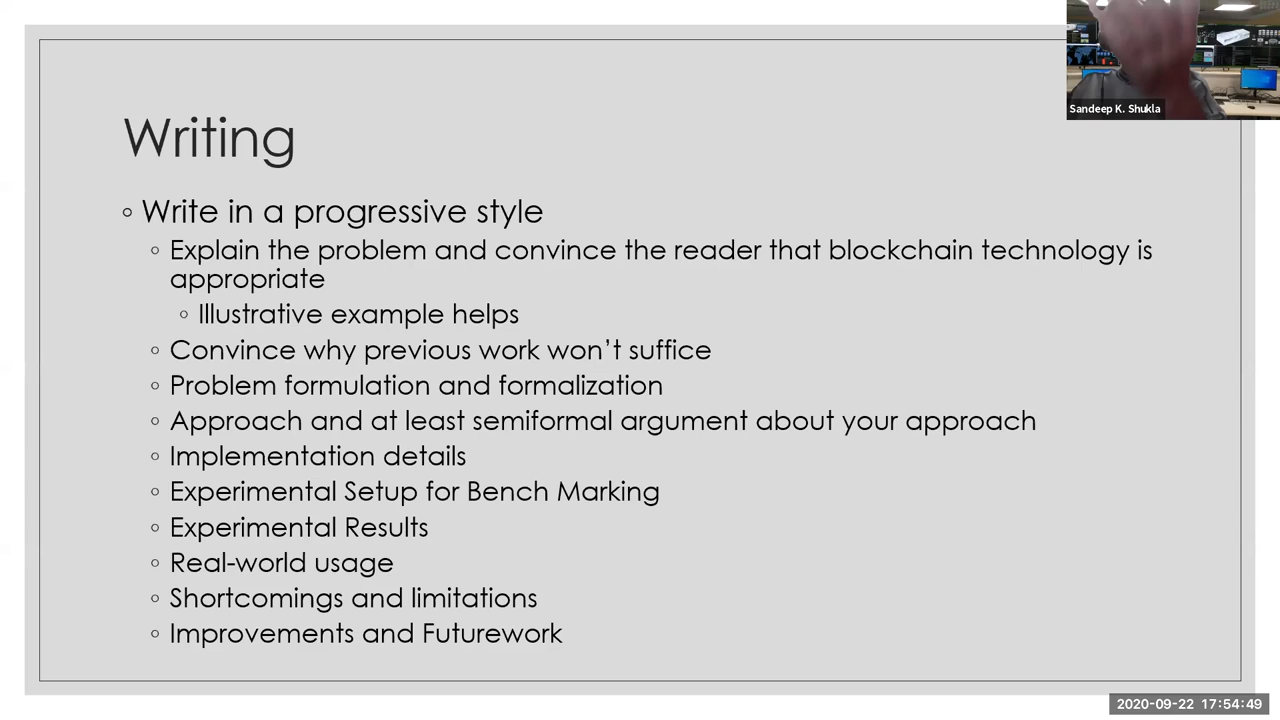 Sandeep K. Shukla
Writing
Write in a progressive style
Explain the problem and convince the reader that blockchain technology is
appropriate
Illustrative example helps
Convince why previous work won’t suffice
Problem formulation and formalization
Approach and at least semiformal argument about your approach
Implementation details
Experimental Setup for Bench Marking
Experimental Results
Real-world usage
Shortcomings and limitations
Improvements and Futurework
2020-09-22 17:54:49